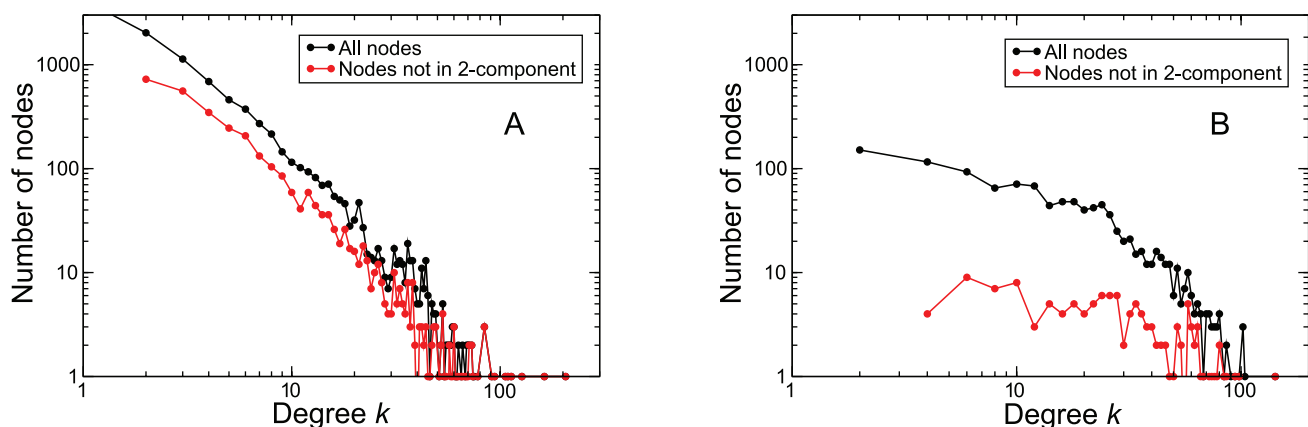 Number of nodes
1000
100
10
1
All nodes
Nodes not in 2-component
A
1
10
100
Degree k
Number of nodes
1000
100
10
1
All nodes
Nodes not in 2-component
B
1
10
100
Degree k